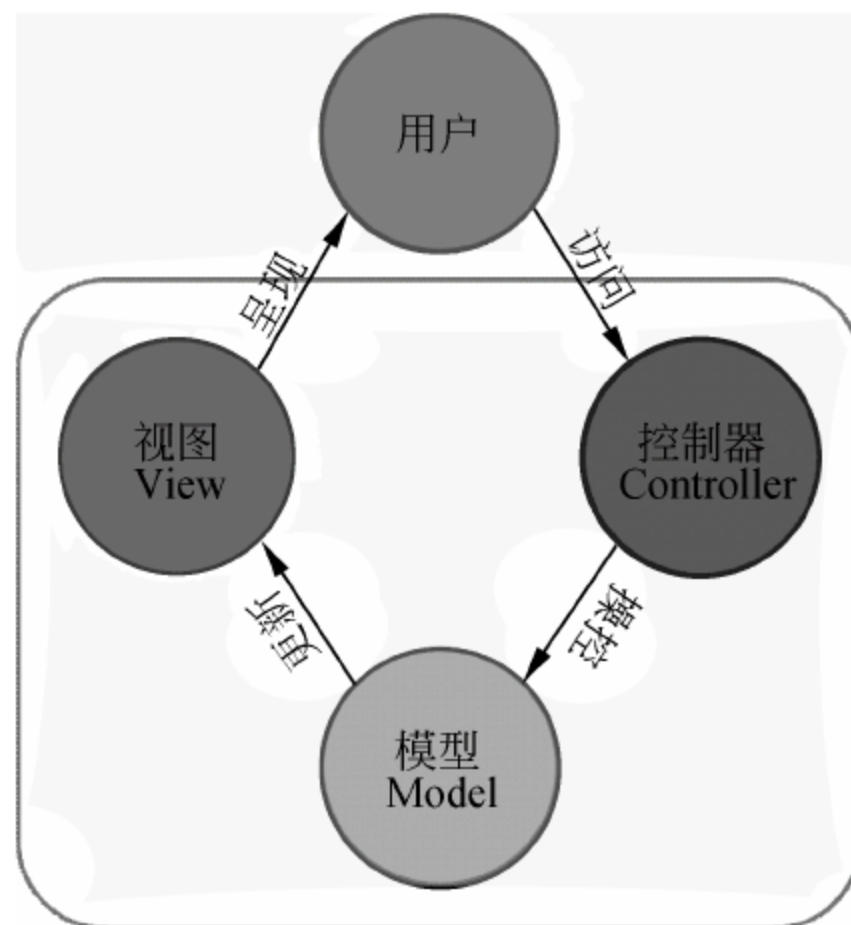 用户
呈现
访问
视图
View
控制器
Controller
更新
操控
模型
Model